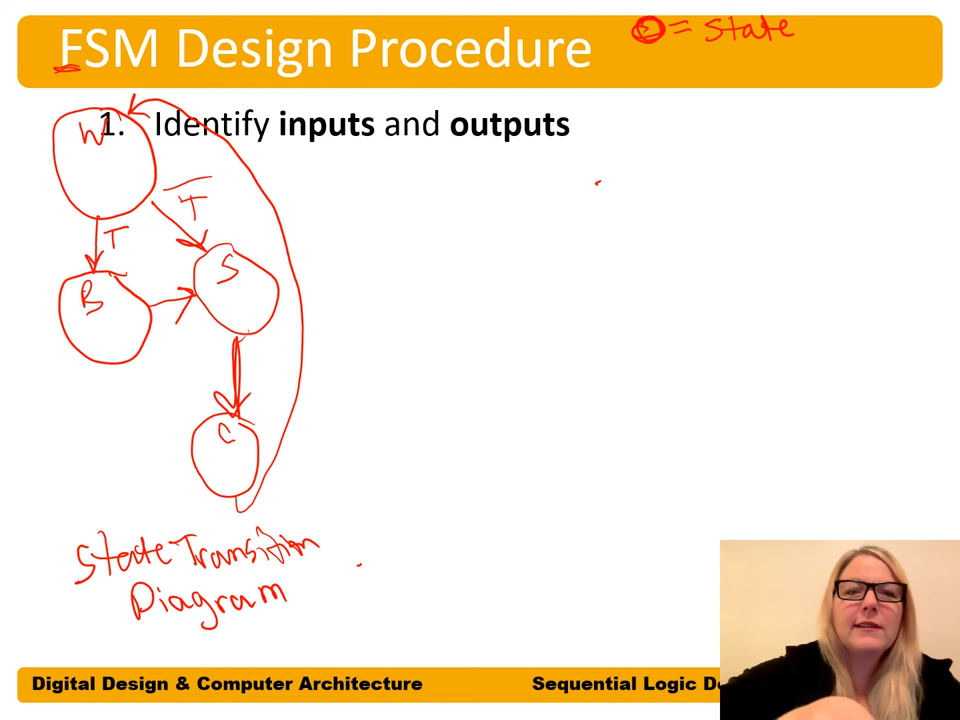 FSM Design Procedure
= State
1. Identify inputs and outputs
W
T
T
S
B
C
State Transition
Diagram
Digital Design & Computer Architecture
Sequential Logic De